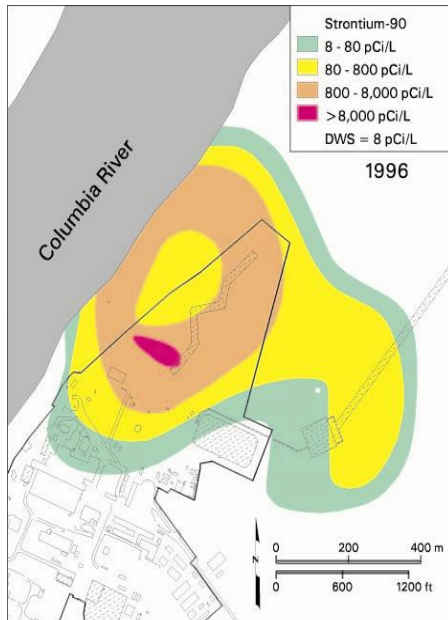 Strontium-90
8 - 80 pCi/L
80 - 800 pCi/L
800 - 8,000 pCi/L
>8,000 pCi/L
DWS = 8 pCi/L
1996
Columbia River
N
0 200 400 m
0 600 1200 ft